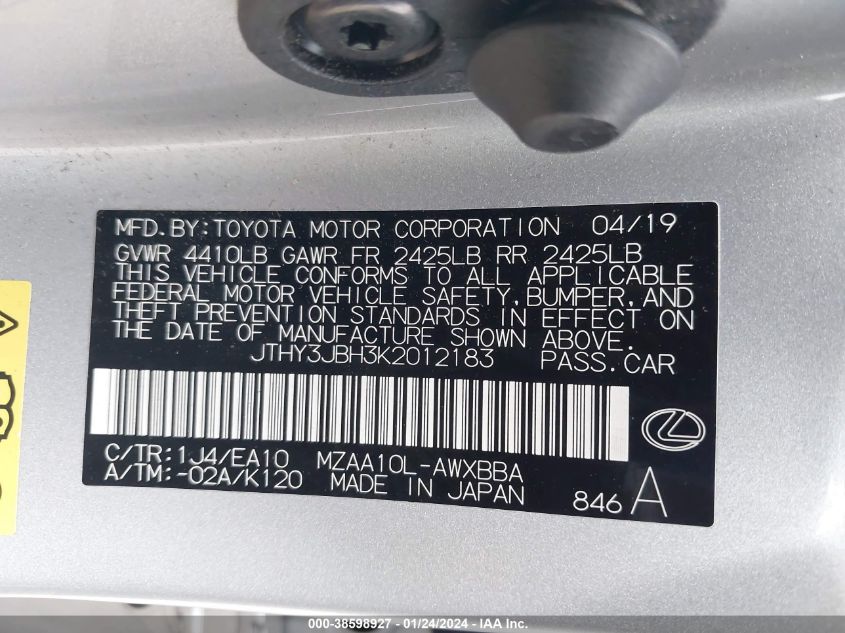 MFD.BY:TOYOTA MOTOR CORPORATION 04/19
GVWR 4410LB GAWR FR 2425LB RR 2425LB
THIS VEHICLE CONFORMS TO ALL APPLICABLE
FEDERAL MOTOR VEHICLE SAFETY,BUMPER,AND
THEFT PREVENTION STANDARDS IN EFFECT ON
THE DATE OF MANUFACTURE SHOWN ABOVE.
JTHY3JBH3K2012183 PASS.CAR
C/TR:1J4/EA10 MZAA10L-AWXBBA
A/TM:-02A/K120 MADE IN JAPAN
846 A
000-38598927 - 01/24/2024 - IAA Inc.